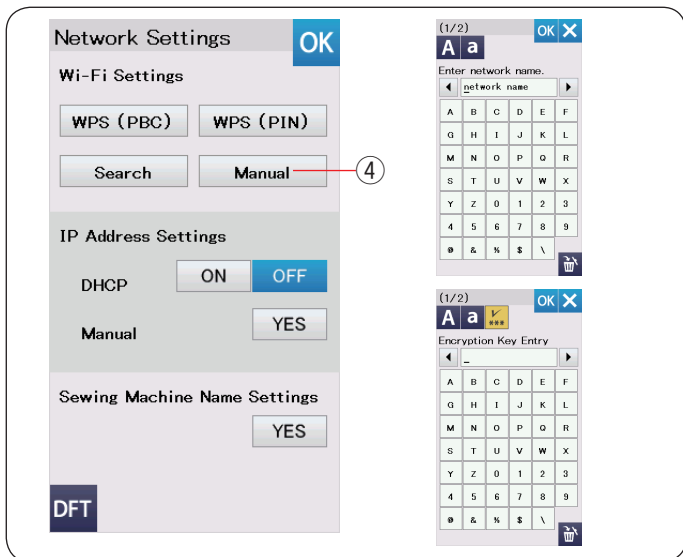 Network Settings
OK
Wi-Fi Settings
WPS (PBC) WPS (PIN)
Search Manual
④
IP Address Settings
DHCP ON OFF
Manual YES
Sewing Machine Name Settings
YES
DFT
(1/2) OK X
A a
Enter network name.
network name
A B C D E F
G H I J K L
M N O P Q R
S T U V W X
Y Z 0 1 2 3
4 5 6 7 8 9
@ & % $ \
(1/2) OK X
A a ***
Encryption Key Entry
_
A B C D E F
G H I J K L
M N O P Q R
S T U V W X
Y Z 0 1 2 3
4 5 6 7 8 9
@ & % $ \